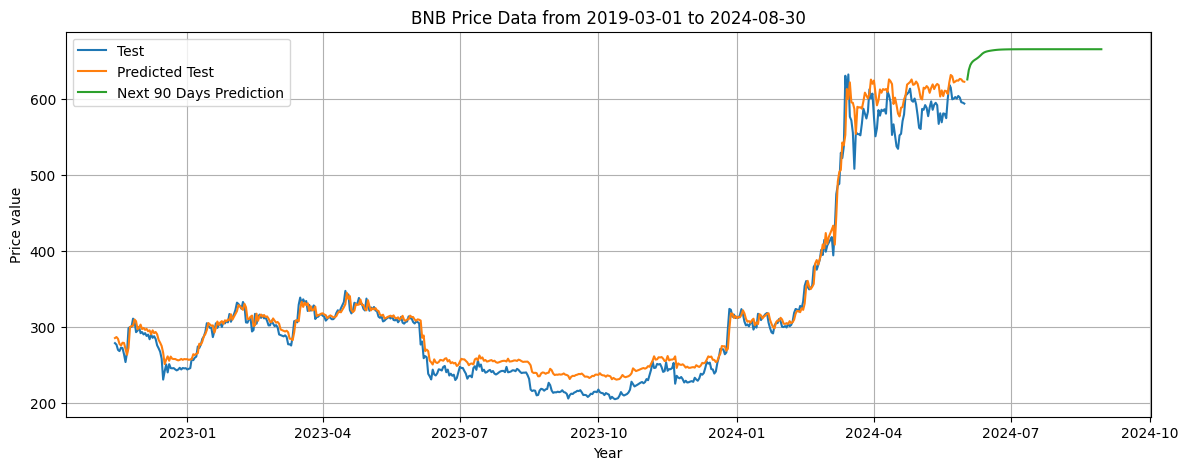 BNB Price Data from 2019-03-01 to 2024-08-30
Test
Predicted Test
Next 90 Days Prediction
Price value
600
500
400
300
200
2023-01
2023-04
2023-07
2023-10
2024-01
2024-04
2024-07
2024-10
Year